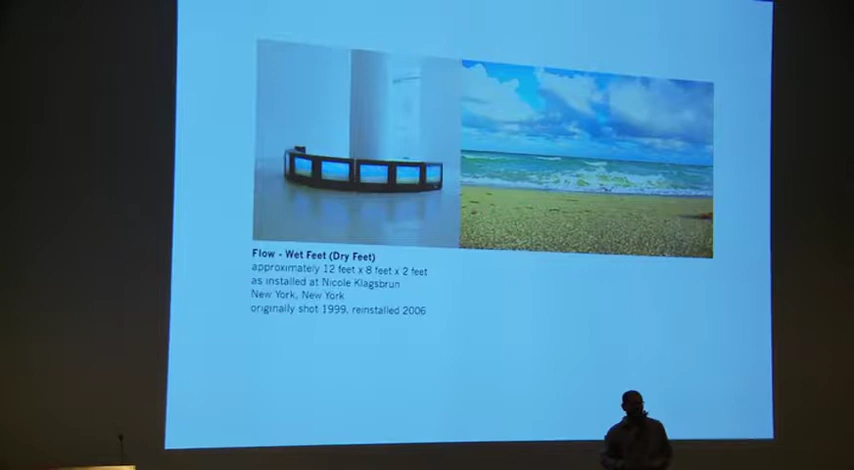 Flow - Wet Feet (Dry Feet)
approximately 12 feet x 8 feet x 2 feet
as installed at Nicole Klagsbrun
New York, New York
originally shot 1999, reinstalled 2006